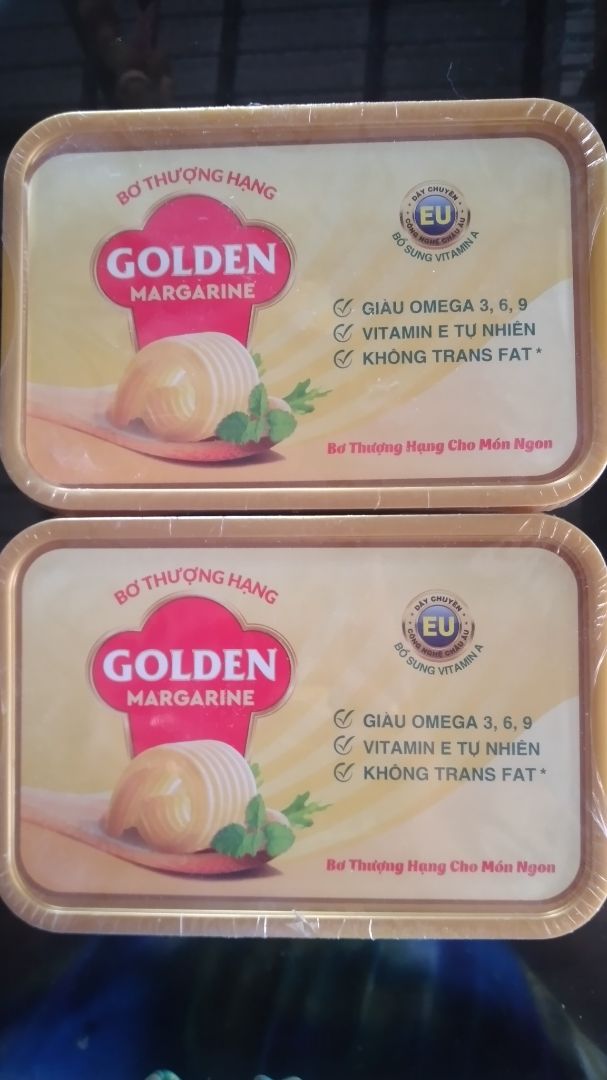 BƠ THƯỢNG HẠNG
GOLDEN
MARGARINE
DÂY CHUYỀN
EU
CÔNG NGHỆ CHÂU ÂU
BỔ SUNG VITAMIN A
GIÀU OMEGA 3, 6, 9
VITAMIN E TỰ NHIÊN
KHÔNG TRANS FAT*
Bơ Thượng Hạng Cho Món Ngon
BƠ THƯỢNG HẠNG
GOLDEN
MARGARINE
DÂY CHUYỀN
EU
CÔNG NGHỆ CHÂU ÂU
BỔ SUNG VITAMIN A
GIÀU OMEGA 3, 6, 9
VITAMIN E TỰ NHIÊN
KHÔNG TRANS FAT*
Bơ Thượng Hạng Cho Món Ngon